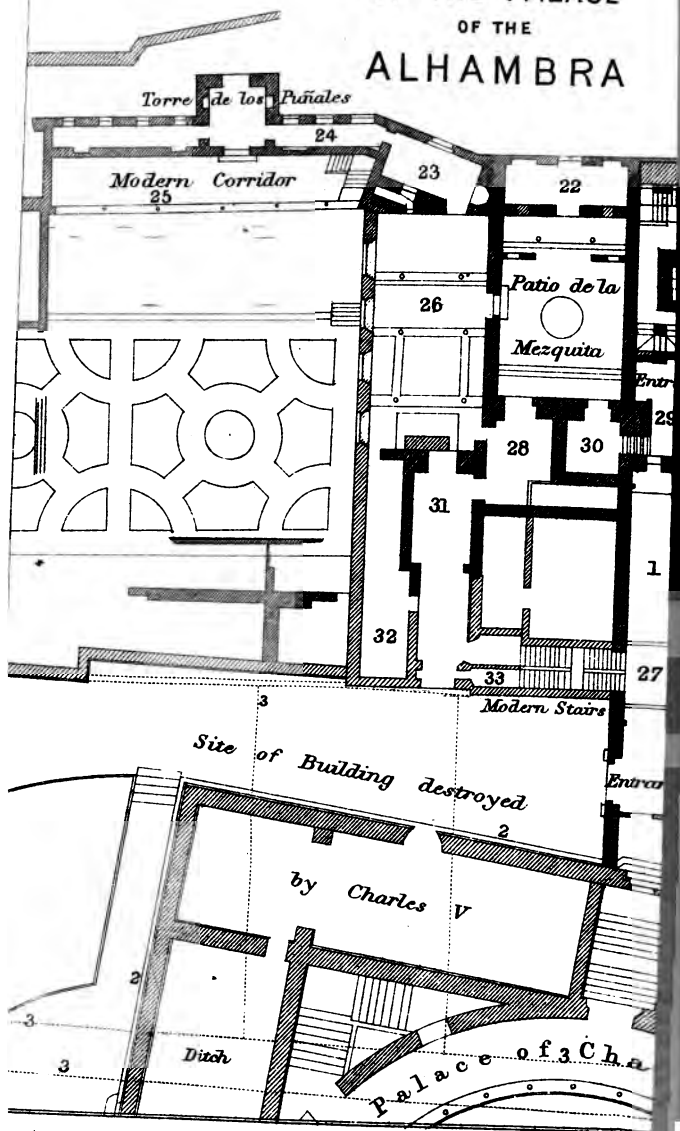 OF THE
ALHAMBRA
Torre de los Puñales
24
23
22
Modern Corridor
25
26
Patio de la
Mezquita
29
28
30
31
1
32
33
27
Modern Stairs
3
Site of Building destroyed
2
by Charles V
2
3
3
Ditch
Palace of
3